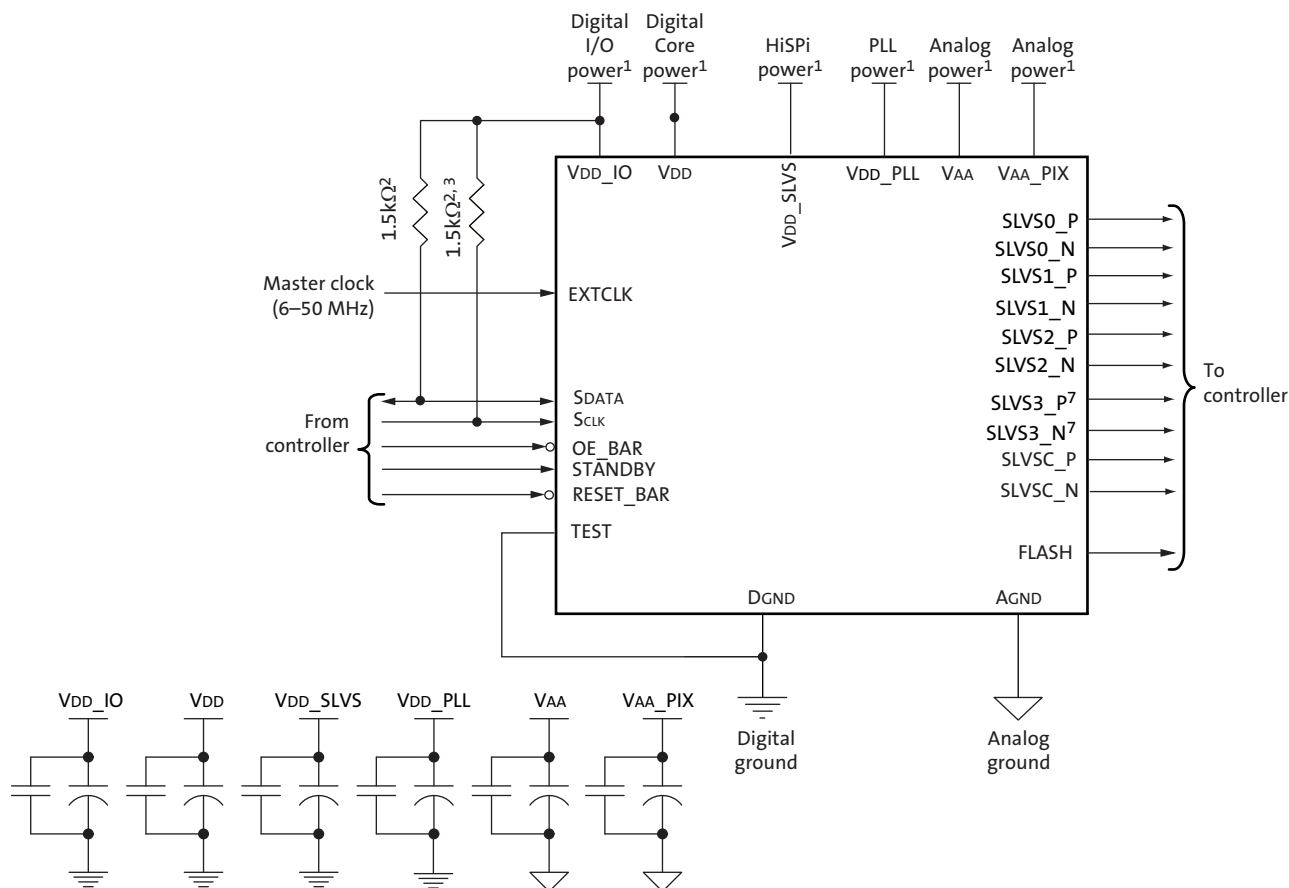 Digital
I/O
power1
Digital
Core
power1
HiSPi
power1
PLL
power1
Analog
power1
Analog
power1
VDD_IO
VDD
VDD_SLVS
VDD_PLL
VAA
VAA_PIX
1.5kΩ2
1.5kΩ2, 3
Master clock
(6–50 MHz)
EXTCLK
From
controller
SDATA
SCLK
OE_BAR
STANDBY
RESET_BAR
TEST
SLVS0_P
SLVS0_N
SLVS1_P
SLVS1_N
SLVS2_P
SLVS2_N
SLVS3_P7
SLVS3_N7
SLVSC_P
SLVSC_N
FLASH
To
controller
DGND
AGND
Digital
ground
Analog
ground
VDD_IO
VDD
VDD_SLVS
VDD_PLL
VAA
VAA_PIX